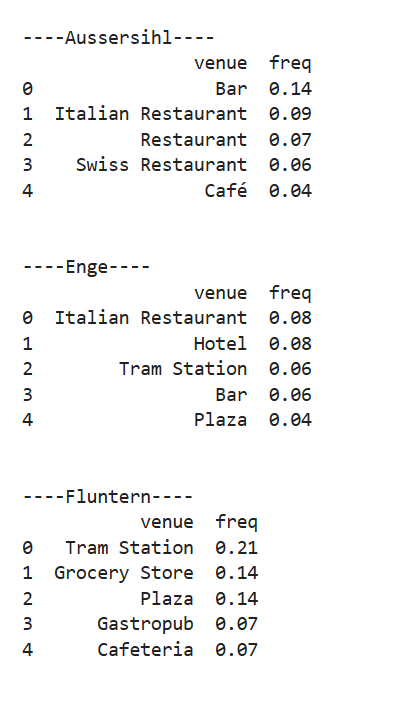 ----Aussersihl----
                venue  freq
0                 Bar  0.14
1  Italian Restaurant  0.09
2          Restaurant  0.07
3    Swiss Restaurant  0.06
4                Café  0.04
----Enge----
                venue  freq
0  Italian Restaurant  0.08
1               Hotel  0.08
2        Tram Station  0.06
3                 Bar  0.06
4               Plaza  0.04
----Fluntern----
           venue  freq
0   Tram Station  0.21
1  Grocery Store  0.14
2          Plaza  0.14
3      Gastropub  0.07
4      Cafeteria  0.07